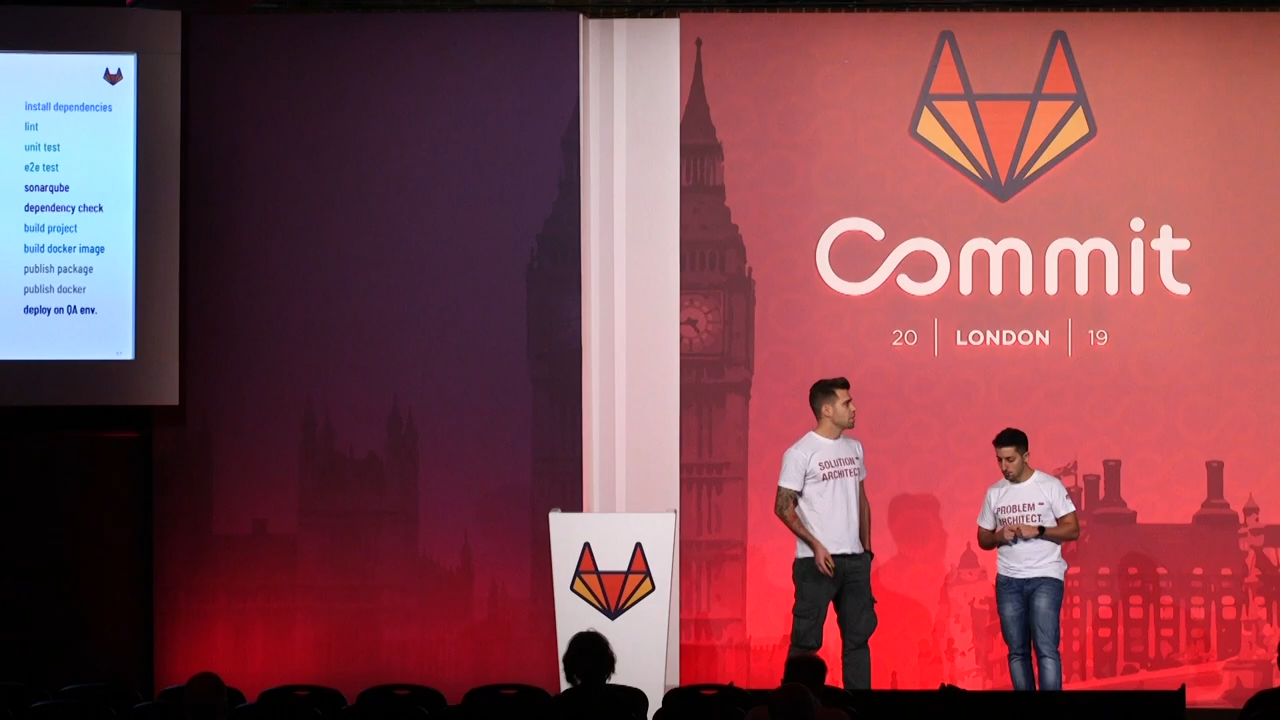 install dependencies
lint
unit test
e2e test
sonarqube
dependency check
build project
build docker image
publish package
publish docker
deploy on QA env.
Commit
20 | LONDON | 19
SOLUTION
ARCHITECT.
PROBLEM
ARCHITECT.